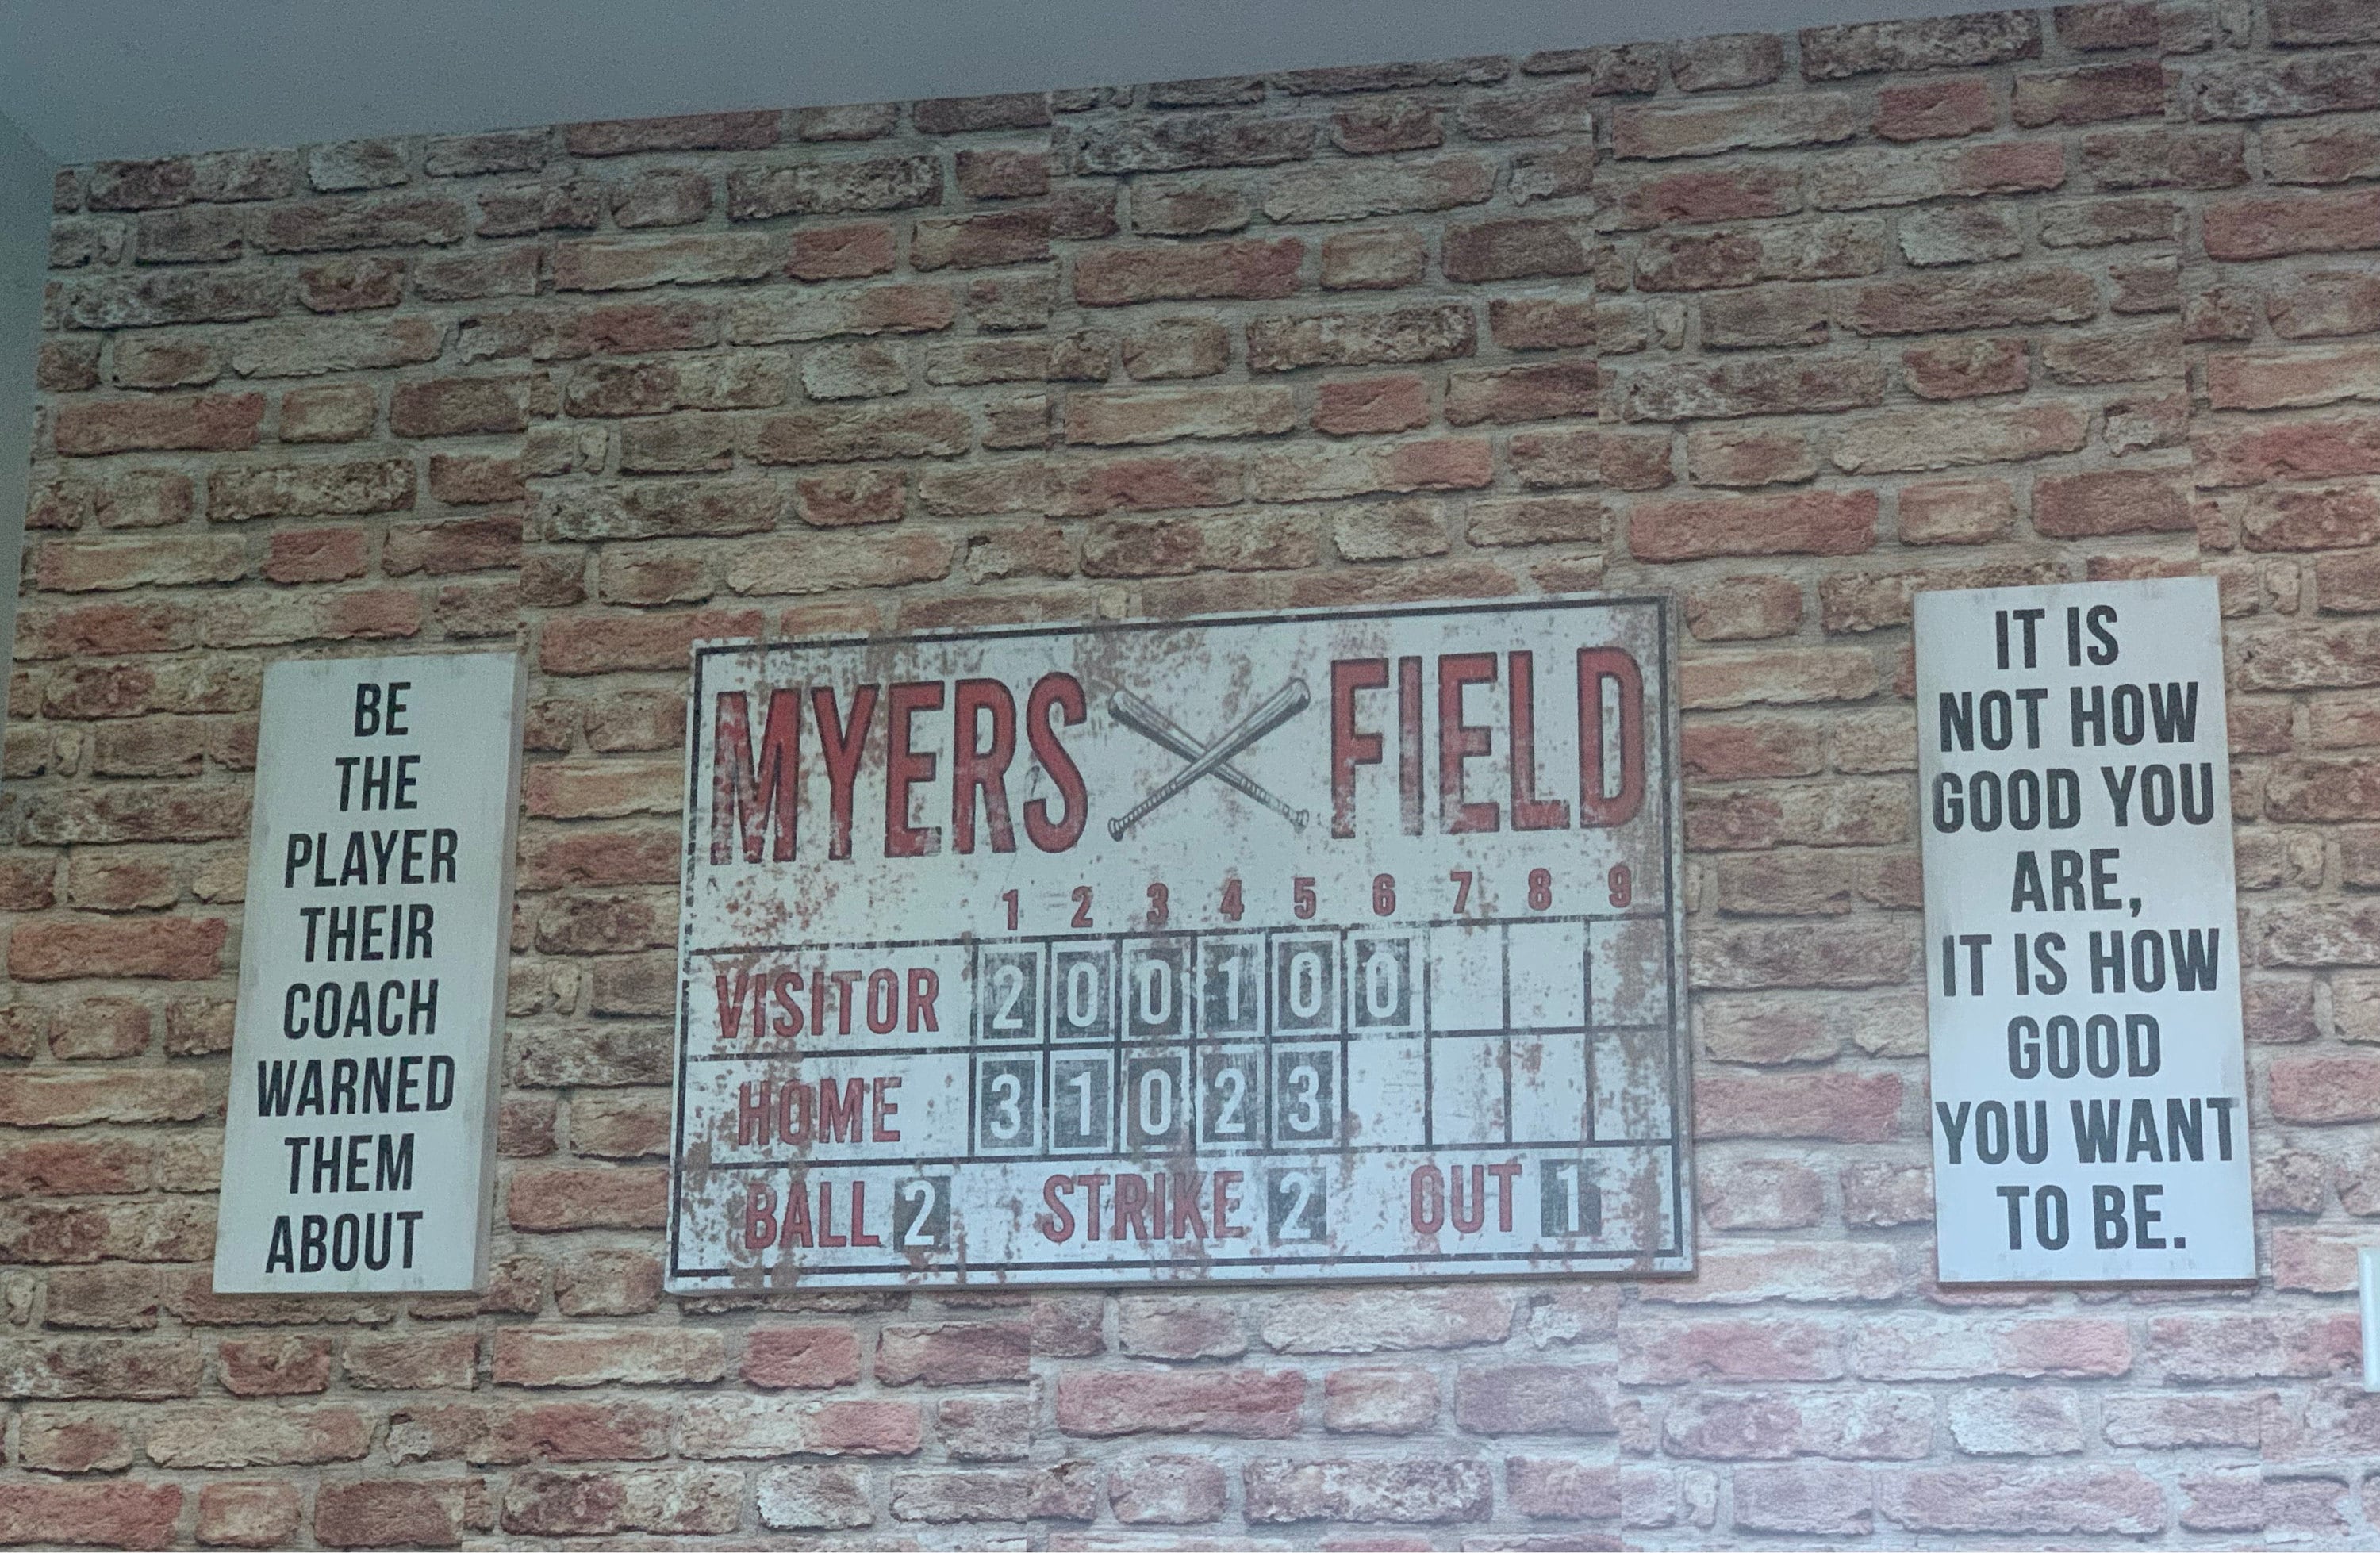 BE
THE
PLAYER
THEIR
COACH
WARNED
THEM
ABOUT
MYERS FIELD
1 2 3 4 5 6 7 8 9
VISITOR 2 0 0 1 0 0
HOME 3 1 0 2 3
BALL 2 STRIKE 2 OUT 1
IT IS
NOT HOW
GOOD YOU
ARE,
IT IS HOW
GOOD
YOU WANT
TO BE.